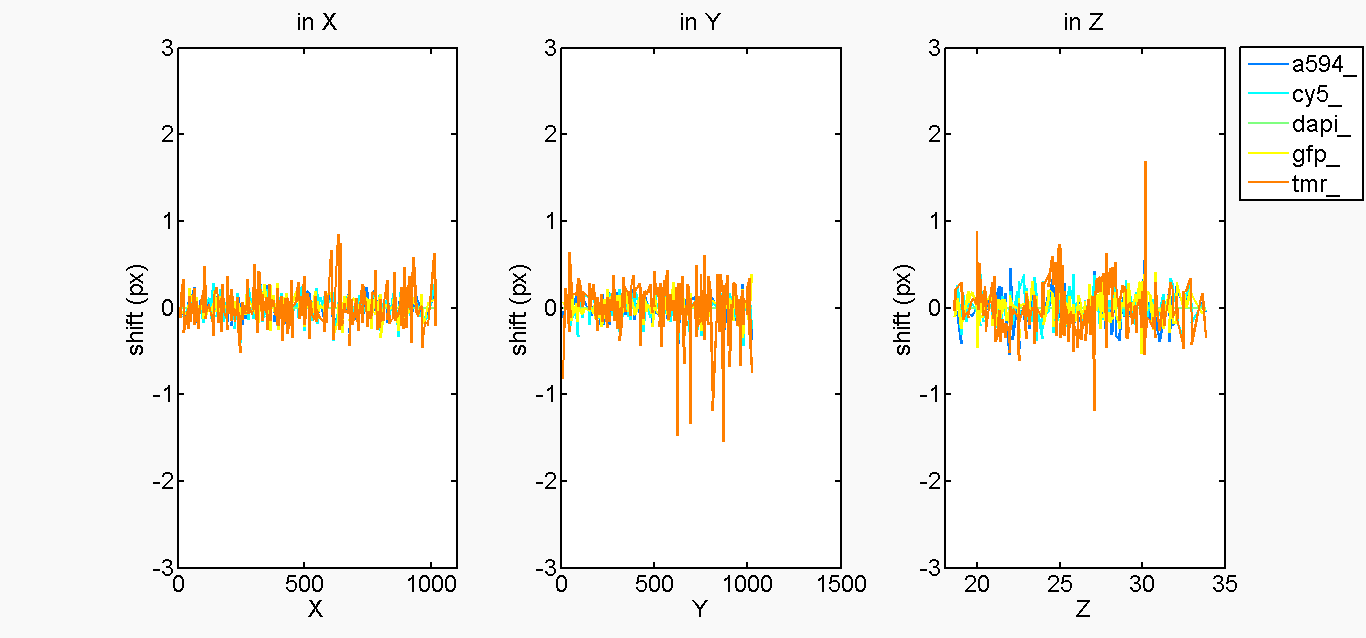 in X
in Y
in Z
3
2
1
0
-1
-2
-3
shift (px)
0
500
1000
X
3
2
1
0
-1
-2
-3
shift (px)
0
500
1000
1500
Y
3
2
1
0
-1
-2
-3
shift (px)
20
25
30
35
Z
a594_
cy5_
dapi_
gfp_
tmr_